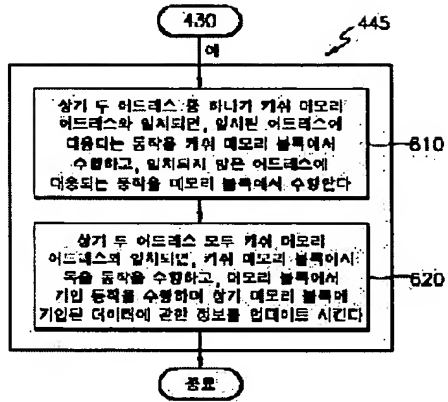 430
예
445
상기 두 어드레스 중 하나가 캐쉬 메모리
어드레스와 일치되면, 일치된 어드레스에
대응되는 동작을 캐쉬 메모리 블록에서
수행하고, 일치되지 않은 어드레스에
대응되는 동작을 메모리 블록에서 수행한다
610
상기 두 어드레스 모두 캐쉬 메모리
어드레스와 일치되면, 캐쉬 메모리 블록에서
독출 동작을 수행하고, 메모리 블록에서
기입 동작을 수행하며 상기 메모리 블록에
기입된 데이터에 관한 정보를 업데이트 시킨다
620
종료